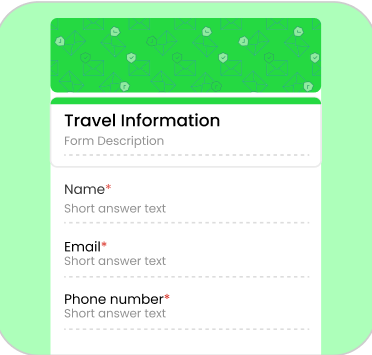 Travel Information
Form Description
Name*
Short answer text
Email*
Short answer text
Phone number*
Short answer text